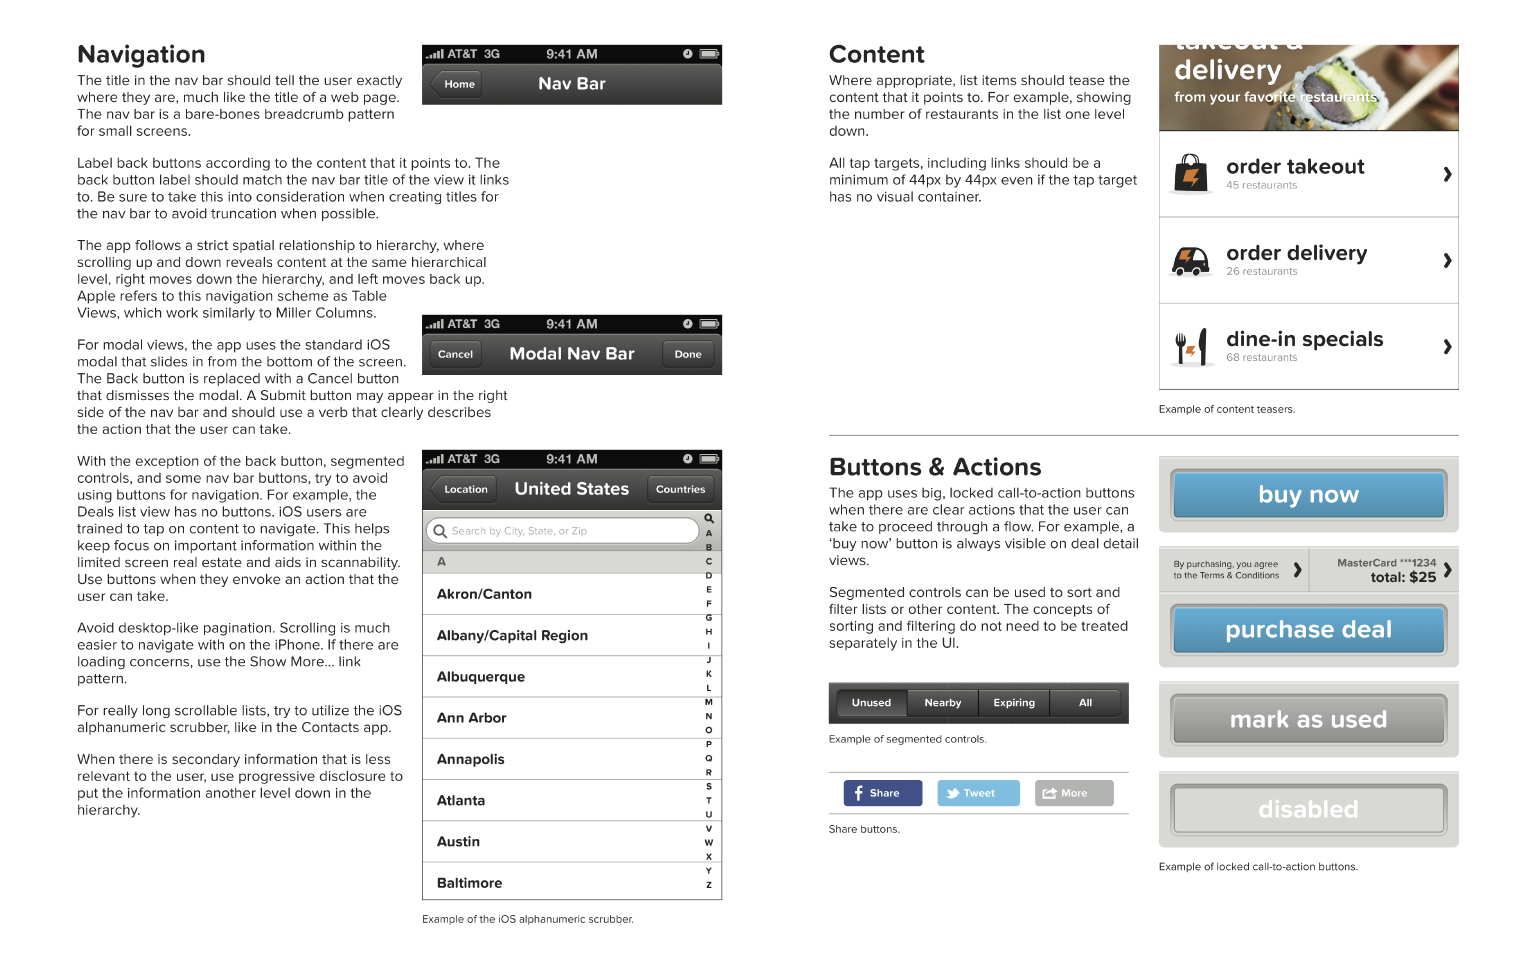 Navigation
The title in the nav bar should tell the user exactly
where they are, much like the title of a web page.
The nav bar is a bare-bones breadcrumb pattern
for small screens.
Label back buttons according to the content that it points to. The
back button label should match the nav bar title of the view it links
to. Be sure to take this into consideration when creating titles for
the nav bar to avoid truncation when possible.
The app follows a strict spatial relationship to hierarchy, where
scrolling up and down reveals content at the same hierarchical
level, right moves down the hierarchy, and left moves back up.
Apple refers to this navigation scheme as Table
Views, which work similarly to Miller Columns.
For modal views, the app uses the standard iOS
modal that slides in from the bottom of the screen.
The Back button is replaced with a Cancel button
that dismisses the modal. A Submit button may appear in the right
side of the nav bar and should use a verb that clearly describes
the action that the user can take.
With the exception of the back button, segmented
controls, and some nav bar buttons, try to avoid
using buttons for navigation. For example, the
Deals list view has no buttons. iOS users are
trained to tap on content to navigate. This helps
keep focus on important information within the
limited screen real estate and aids in scannability.
Use buttons when they envoke an action that the
user can take.
Avoid desktop-like pagination. Scrolling is much
easier to navigate with on the iPhone. If there are
loading concerns, use the Show More... link
pattern.
For really long scrollable lists, try to utilize the iOS
alphanumeric scrubber, like in the Contacts app.
When there is secondary information that is less
relevant to the user, use progressive disclosure to
put the information another level down in the
hierarchy.
AT&T 3G 9:41 AM
Home Nav Bar
AT&T 3G 9:41 AM
Cancel Modal Nav Bar Done
AT&T 3G 9:41 AM
Location United States Countries
Search by City, State, or Zip
A
Akron/Canton
Albany/Capital Region
Albuquerque
Ann Arbor
Annapolis
Atlanta
Austin
Baltimore
A
B
C
D
E
F
G
H
I
J
K
L
M
N
O
P
Q
R
S
T
U
V
W
X
Y
Z
Example of the iOS alphanumeric scrubber.
Content
Where appropriate, list items should tease the
content that it points to. For example, showing
the number of restaurants in the list one level
down.
All tap targets, including links should be a
minimum of 44px by 44px even if the tap target
has no visual container.
takeout &
delivery
from your favorite restaurants
order takeout
45 restaurants
order delivery
26 restaurants
dine-in specials
68 restaurants
Example of content teasers.
Buttons & Actions
The app uses big, locked call-to-action buttons
when there are clear actions that the user can
take to proceed through a flow. For example, a
‘buy now’ button is always visible on deal detail
views.
Segmented controls can be used to sort and
filter lists or other content. The concepts of
sorting and filtering do not need to be treated
separately in the UI.
Unused Nearby Expiring All
Example of segmented controls.
Share Tweet More
Share buttons.
buy now
By purchasing, you agree
to the Terms & Conditions
MasterCard ***1234
total: $25
purchase deal
mark as used
disabled
Example of locked call-to-action buttons.